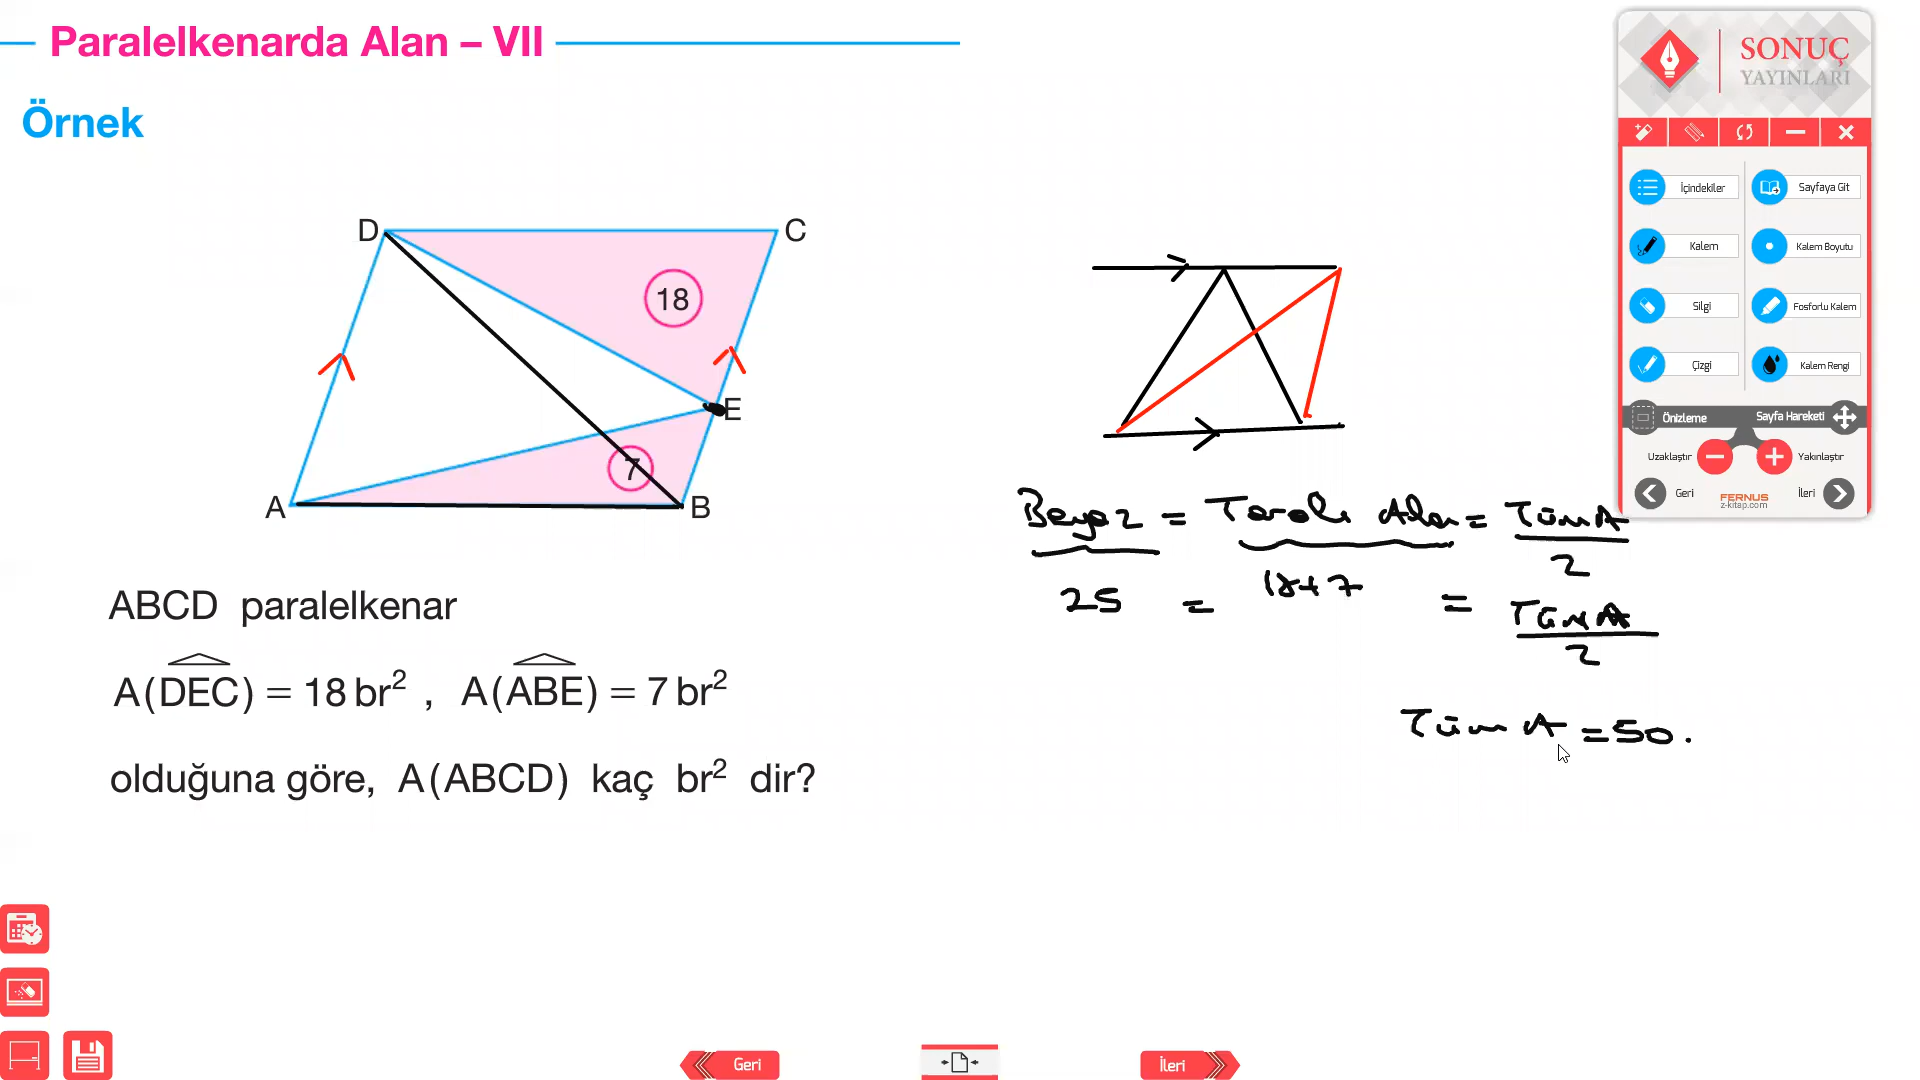 Paralelkenarda Alan – VII
Örnek
D
C
18
E
7
A
B
ABCD paralelkenar
A(DEC) = 18 br² , A(ABE) = 7 br²
olduğuna göre, A(ABCD) kaç br² dir?
Beyaz = Taralı Alan = Tüm A / 2
25 = 18+7 = Tüm A / 2
Tüm A = 50.
SONUÇ
YAYINLARI
İçindekiler
Sayfaya Git
Kalem
Kalem Boyutu
Silgi
Fosforlu Kalem
Çizgi
Kalem Rengi
Önizleme
Sayfa Hareketi
Uzaklaştır
Yakınlaştır
Geri
FERNUS
z-kitap.com
İleri
Geri
İleri